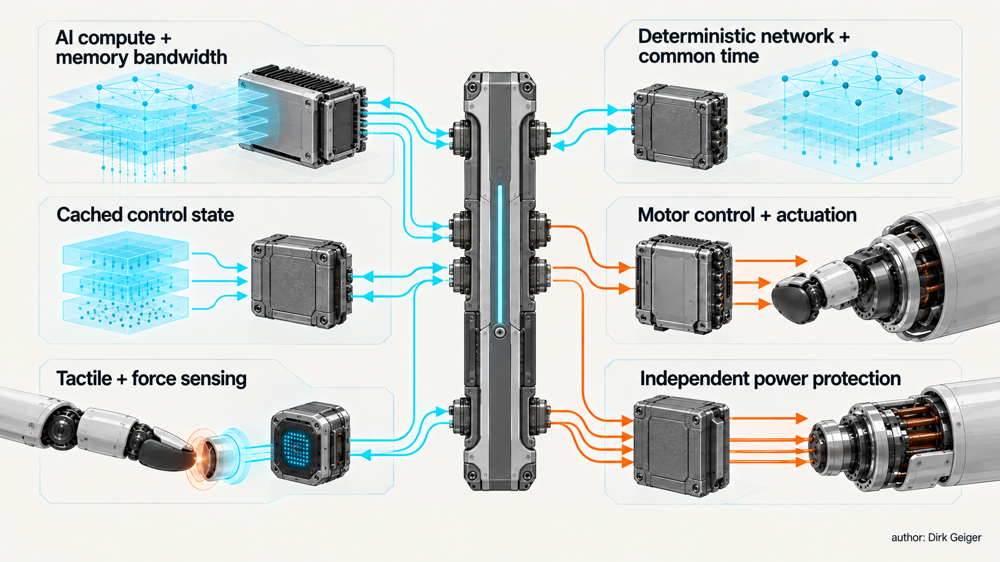 AI compute +
memory bandwidth
Deterministic network +
common time
Cached control state
Motor control + actuation
Tactile + force sensing
Independent power protection
author: Dirk Geiger